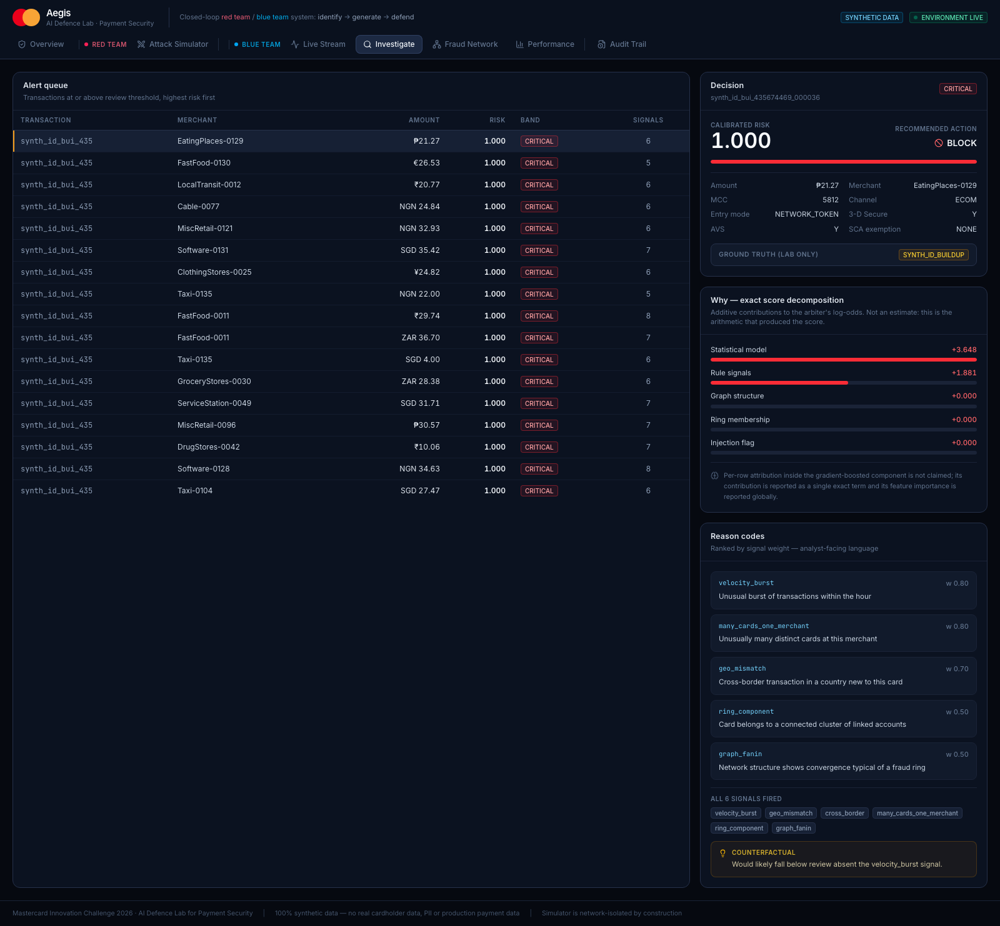 Aegis
AI Defence Lab · Payment Security
Closed-loop red team / blue team system: identify → generate → defend
SYNTHETIC DATA
ENVIRONMENT LIVE
Overview
RED TEAM
Attack Simulator
BLUE TEAM
Live Stream
Investigate
Fraud Network
Performance
Audit Trail
Alert queue
Transactions at or above review threshold, highest risk first
TRANSACTION MERCHANT AMOUNT RISK BAND SIGNALS
synth_id_bui_435 EatingPlaces-0129 ₱21.27 1.000 CRITICAL 6
synth_id_bui_435 FastFood-0130 €26.53 1.000 CRITICAL 5
synth_id_bui_435 LocalTransit-0012 ₹20.77 1.000 CRITICAL 6
synth_id_bui_435 Cable-0077 NGN 24.84 1.000 CRITICAL 6
synth_id_bui_435 MiscRetail-0121 NGN 32.93 1.000 CRITICAL 6
synth_id_bui_435 Software-0131 SGD 35.42 1.000 CRITICAL 7
synth_id_bui_435 ClothingStores-0025 ¥24.82 1.000 CRITICAL 6
synth_id_bui_435 Taxi-0135 NGN 22.00 1.000 CRITICAL 5
synth_id_bui_435 FastFood-0011 ₹29.74 1.000 CRITICAL 8
synth_id_bui_435 FastFood-0011 ZAR 36.70 1.000 CRITICAL 7
synth_id_bui_435 Taxi-0135 SGD 4.00 1.000 CRITICAL 6
synth_id_bui_435 GroceryStores-0030 ZAR 28.38 1.000 CRITICAL 6
synth_id_bui_435 ServiceStation-0049 SGD 31.71 1.000 CRITICAL 7
synth_id_bui_435 MiscRetail-0096 ₱30.57 1.000 CRITICAL 7
synth_id_bui_435 DrugStores-0042 ₹10.06 1.000 CRITICAL 7
synth_id_bui_435 Software-0128 NGN 34.63 1.000 CRITICAL 8
synth_id_bui_435 Taxi-0104 SGD 27.47 1.000 CRITICAL 6
Decision
synth_id_bui_435674469_000036
CRITICAL
CALIBRATED RISK
1.000
RECOMMENDED ACTION
BLOCK
Amount ₱21.27 Merchant EatingPlaces-0129
MCC 5812 Channel ECOM
Entry mode NETWORK_TOKEN 3-D Secure Y
AVS Y SCA exemption NONE
GROUND TRUTH (LAB ONLY) SYNTH_ID_BUILDUP
Why — exact score decomposition
Additive contributions to the arbiter's log-odds. Not an estimate: this is the
arithmetic that produced the score.
Statistical model +3.648
Rule signals +1.881
Graph structure +0.000
Ring membership +0.000
Injection flag +0.000
Per-row attribution inside the gradient-boosted component is not claimed; its
contribution is reported as a single exact term and its feature importance is
reported globally.
Reason codes
Ranked by signal weight — analyst-facing language
velocity_burst w 0.80
Unusual burst of transactions within the hour
many_cards_one_merchant w 0.80
Unusually many distinct cards at this merchant
geo_mismatch w 0.70
Cross-border transaction in a country new to this card
ring_component w 0.50
Card belongs to a connected cluster of linked accounts
graph_fanin w 0.50
Network structure shows convergence typical of a fraud ring
ALL 6 SIGNALS FIRED
velocity_burst geo_mismatch cross_border many_cards_one_merchant
ring_component graph_fanin
COUNTERFACTUAL
Would likely fall below review absent the velocity_burst signal.
Mastercard Innovation Challenge 2026 · AI Defence Lab for Payment Security
100% synthetic data — no real cardholder data, PII or production payment data
Simulator is network-isolated by construction